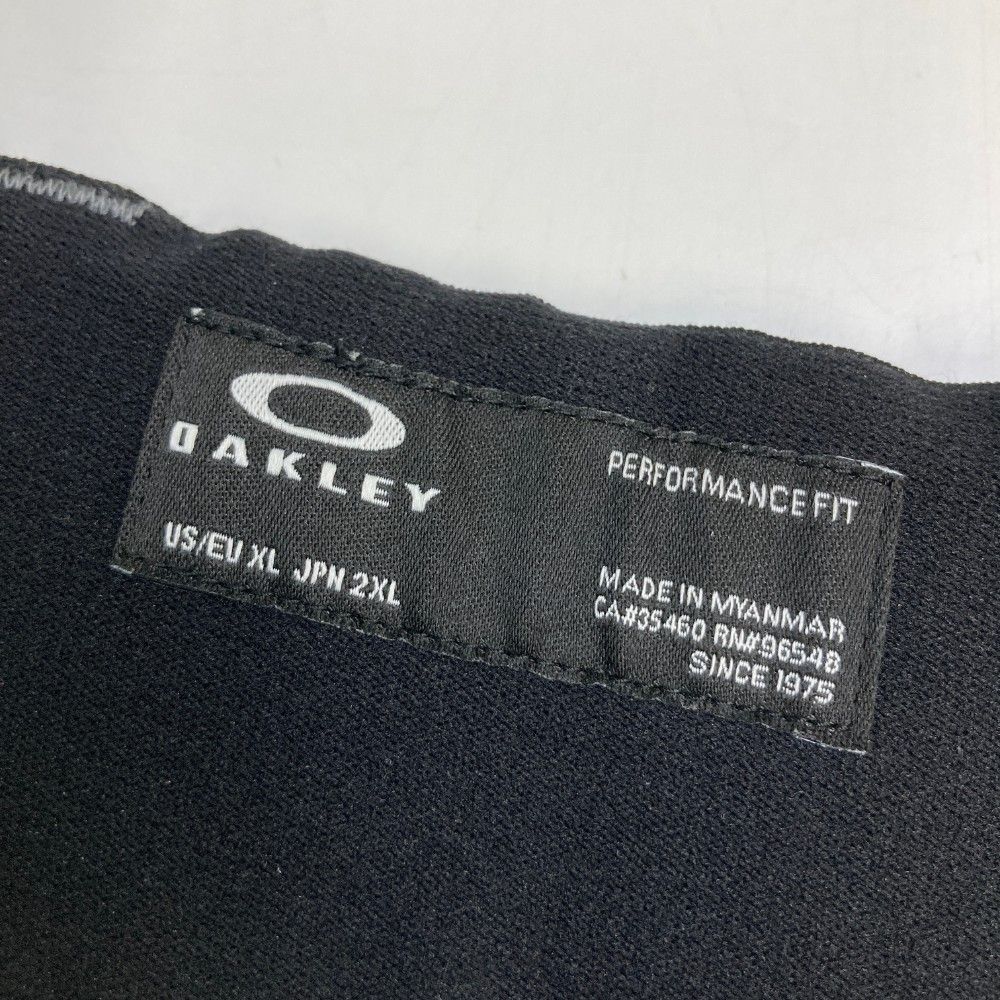 OAKLEY
US/EU XL JPN 2XL
PERFORMANCE FIT
MADE IN MYANMAR
CA#35460 RN#96548
SINCE 1975